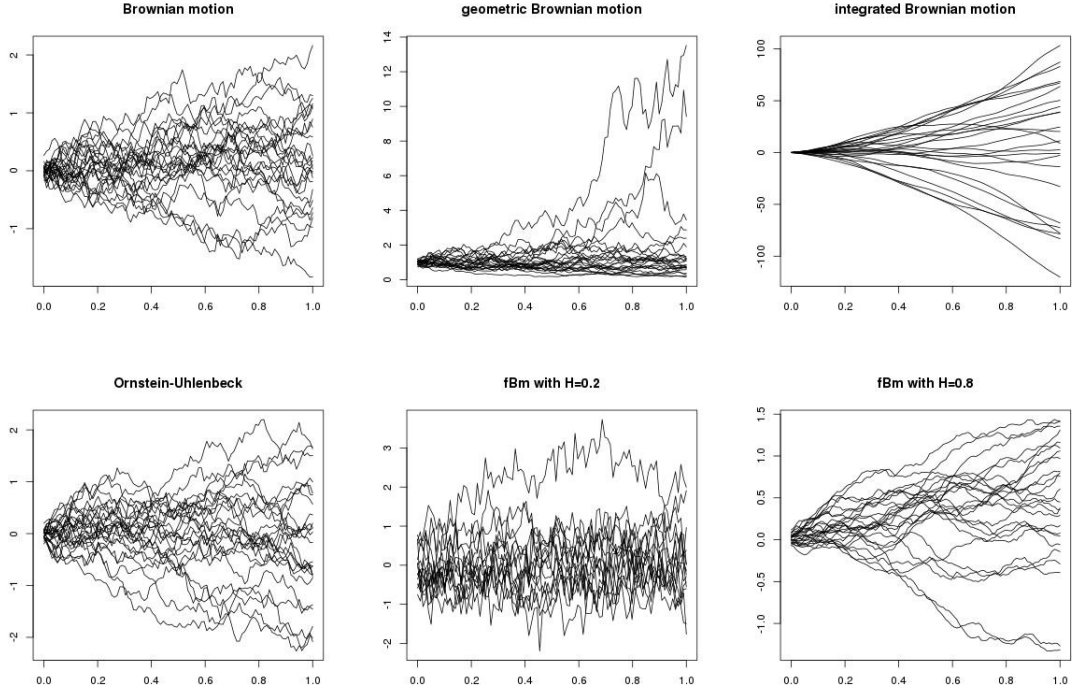 Brownian motion
2
1
0
-1
0.0 0.2 0.4 0.6 0.8 1.0
geometric Brownian motion
14
12
10
8
6
4
2
0
0.0 0.2 0.4 0.6 0.8 1.0
integrated Brownian motion
100
50
0
-50
-100
0.0 0.2 0.4 0.6 0.8 1.0
Ornstein-Uhlenbeck
2
1
0
-1
-2
0.0 0.2 0.4 0.6 0.8 1.0
fBm with H=0.2
3
2
1
0
-1
-2
0.0 0.2 0.4 0.6 0.8 1.0
fBm with H=0.8
1.5
1.0
0.5
0.0
-0.5
-1.0
0.0 0.2 0.4 0.6 0.8 1.0